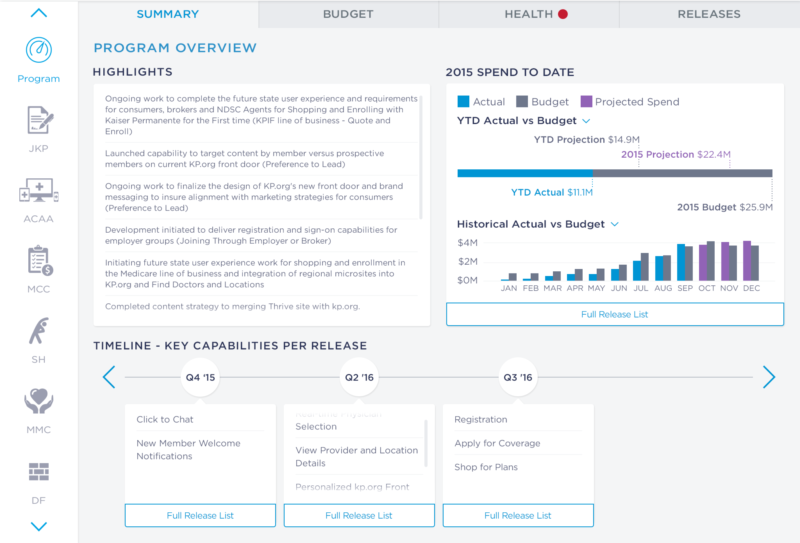 SUMMARY
BUDGET
HEALTH
RELEASES
Program
JKP
ACAA
MCC
SH
MMC
DF
PROGRAM OVERVIEW
HIGHLIGHTS
Ongoing work to complete the future state user experience and requirements
for consumers, brokers and NDSC Agents for Shopping and Enrolling with
Kaiser Permanente for the First time (KPIF line of business - Quote and
Enroll)
Launched capability to target content by member versus prospective
members on current KP.org front door (Preference to Lead)
Ongoing work to finalize the design of KP.org's new front door and brand
messaging to insure alignment with marketing strategies for consumers
(Preference to Lead)
Development initiated to deliver registration and sign-on capabilities for
employer groups (Joining Through Employer or Broker)
Initiating future state user experience work for shopping and enrollment in
the Medicare line of business and integration of regional microsites into
KP.org and Find Doctors and Locations
Completed content strategy to merging Thrive site with kp.org.
2015 SPEND TO DATE
Actual Budget Projected Spend
YTD Actual vs Budget
YTD Projection $14.9M
2015 Projection $22.4M
YTD Actual $11.1M
2015 Budget $25.9M
Historical Actual vs Budget
$4M
$2M
$0M
JAN FEB MAR APR MAY JUN JUL AUG SEP OCT NOV DEC
Full Release List
TIMELINE - KEY CAPABILITIES PER RELEASE
Q4 '15
Click to Chat
New Member Welcome
Notifications
Full Release List
Q2 '16
Selection
View Provider and Location
Details
Personalized kp.org Front
Full Release List
Q3 '16
Registration
Apply for Coverage
Shop for Plans
Full Release List